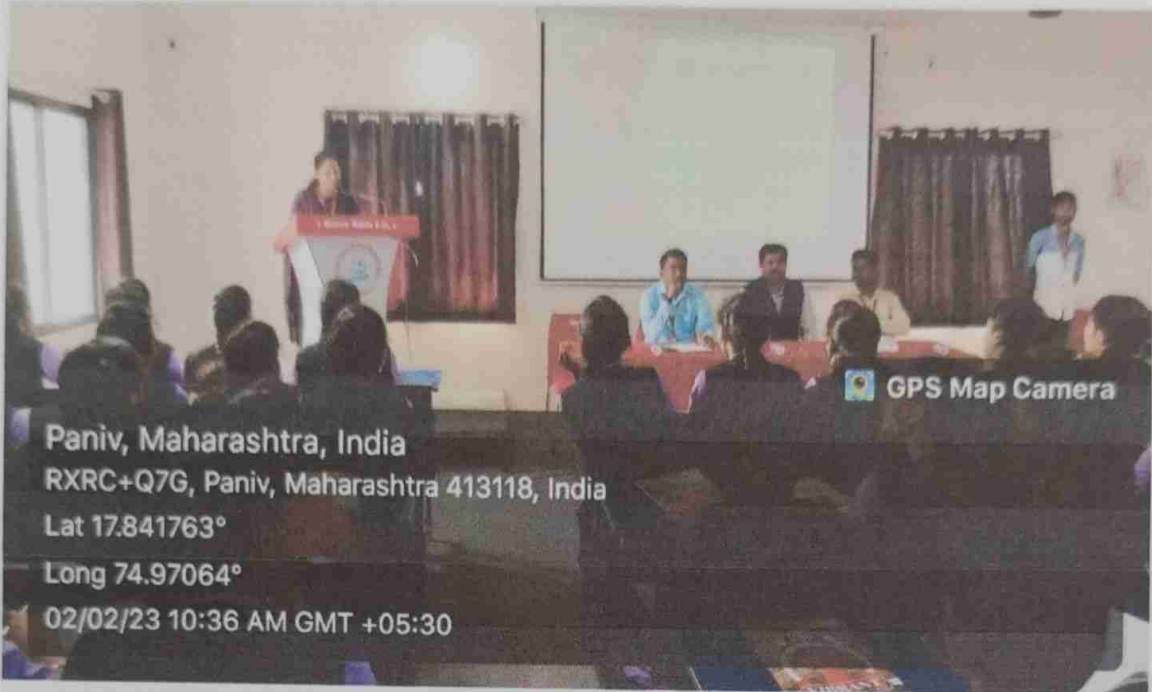 GPS Map Camera
Paniv, Maharashtra, India
RXRC+Q7G, Paniv, Maharashtra 413118, India
Lat 17.841763°
Long 74.97064°
02/02/23 10:36 AM GMT +05:30